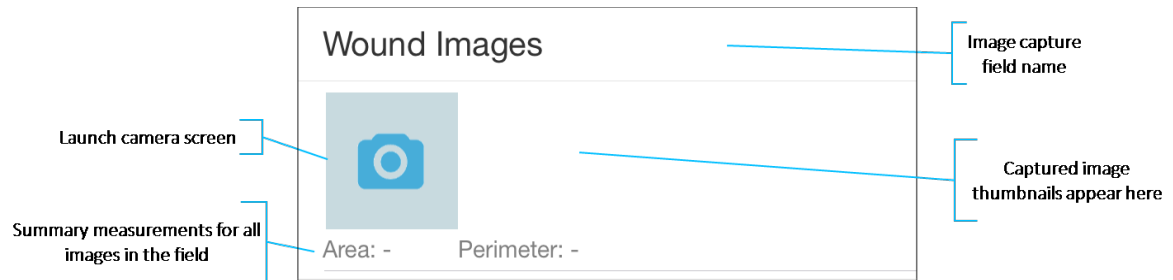 Wound Images
Image capture
field name
Launch camera screen
Captured image
thumbnails appear here
Summary measurements for all
images in the field
Area: -
Perimeter: -